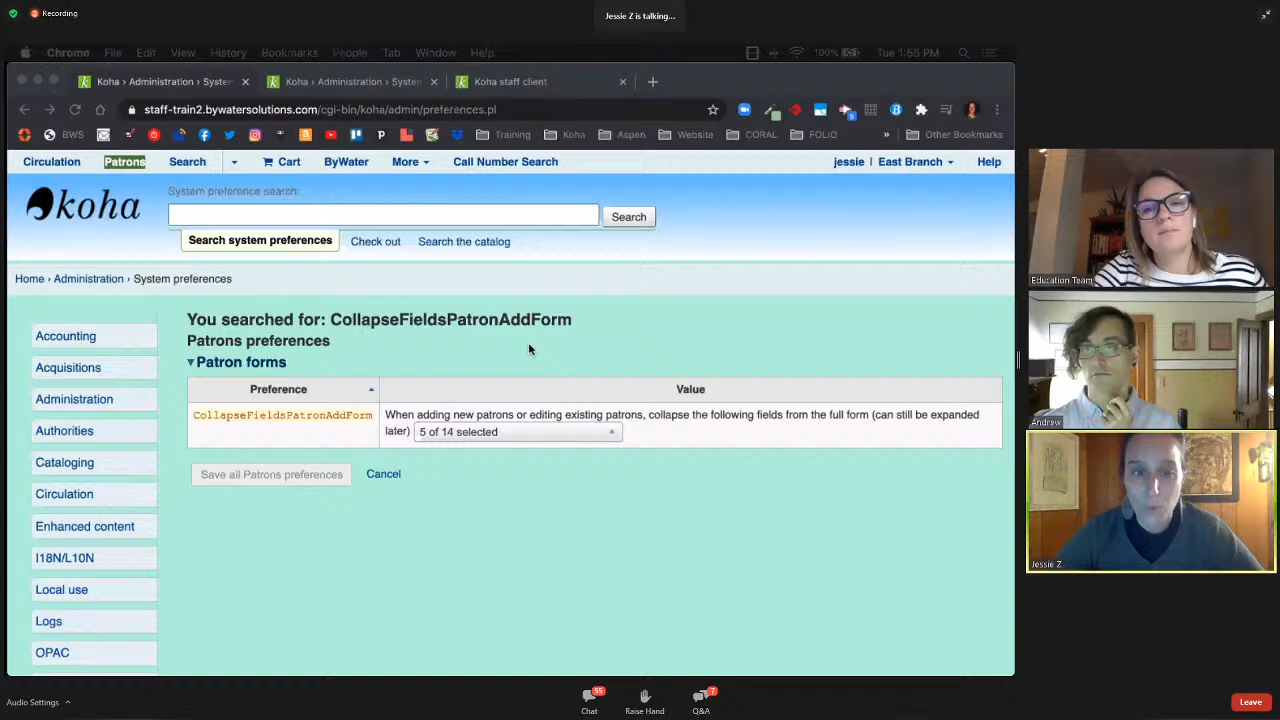 Recording
Jessie Z is talking...
Chrome File Edit View History Bookmarks People Tab Window Help 100% Tue 1:55 PM
Koha › Administration › System Koha › Administration › System Koha staff client
staff-train2.bywatersolutions.com/cgi-bin/koha/admin/preferences.pl
BWS Training Koha Aspen Website CORAL FOLIO » Other Bookmarks
Circulation Patrons Search Cart ByWater More Call Number Search jessie | East Branch Help
koha
System preference search:
Search
Search system preferences Check out Search the catalog
Home › Administration › System preferences
Accounting
Acquisitions
Administration
Authorities
Cataloging
Circulation
Enhanced content
I18N/L10N
Local use
Logs
OPAC
You searched for: CollapseFieldsPatronAddForm
Patrons preferences
Patron forms
Preference Value
CollapseFieldsPatronAddForm When adding new patrons or editing existing patrons, collapse the following fields from the full form (can still be expanded
later) 5 of 14 selected
Save all Patrons preferences Cancel
Education Team
Andrew
Jessie Z
Audio Settings
55
Chat
Raise Hand
7
Q&A
Leave